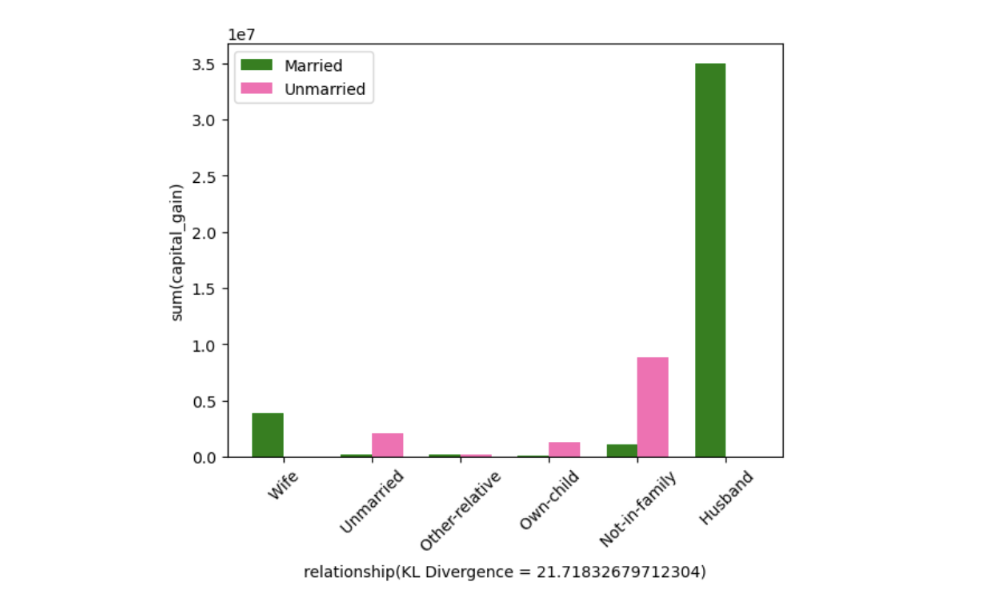 1e7
Married
Unmarried
3.5
3.0
2.5
2.0
1.5
1.0
0.5
0.0
sum(capital_gain)
Wife
Unmarried
Other-relative
Own-child
Not-in-family
Husband
relationship(KL Divergence = 21.71832679712304)